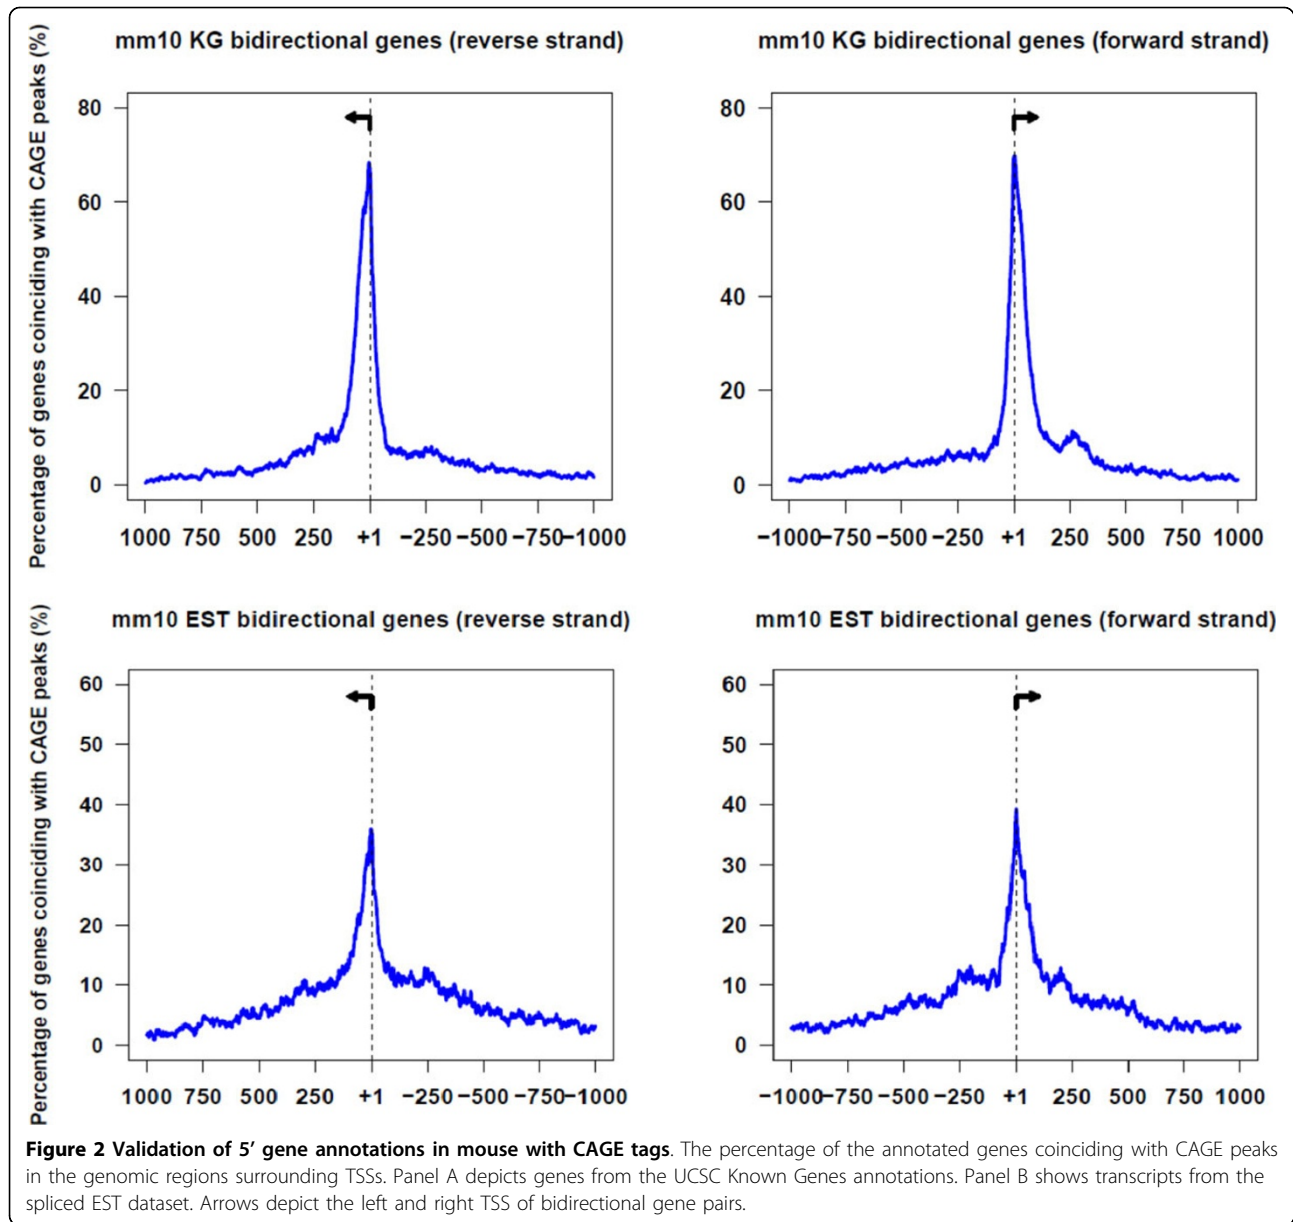 mm10 KG bidirectional genes (reverse strand)
mm10 KG bidirectional genes (forward strand)
Percentage of genes coinciding with CAGE peaks (%)
80
60
40
20
0
1000 750 500 250 +1 −250 −500 −750 −1000
80
60
40
20
0
−1000 −750 −500 −250 +1 250 500 750 1000
mm10 EST bidirectional genes (reverse strand)
mm10 EST bidirectional genes (forward strand)
Percentage of genes coinciding with CAGE peaks (%)
60
50
40
30
20
10
0
1000 750 500 250 +1 −250 −500 −750 −1000
60
50
40
30
20
10
0
−1000 −750 −500 −250 +1 250 500 750 1000
Figure 2 Validation of 5′ gene annotations in mouse with CAGE tags. The percentage of the annotated genes coinciding with CAGE peaks
in the genomic regions surrounding TSSs. Panel A depicts genes from the UCSC Known Genes annotations. Panel B shows transcripts from the
spliced EST dataset. Arrows depict the left and right TSS of bidirectional gene pairs.